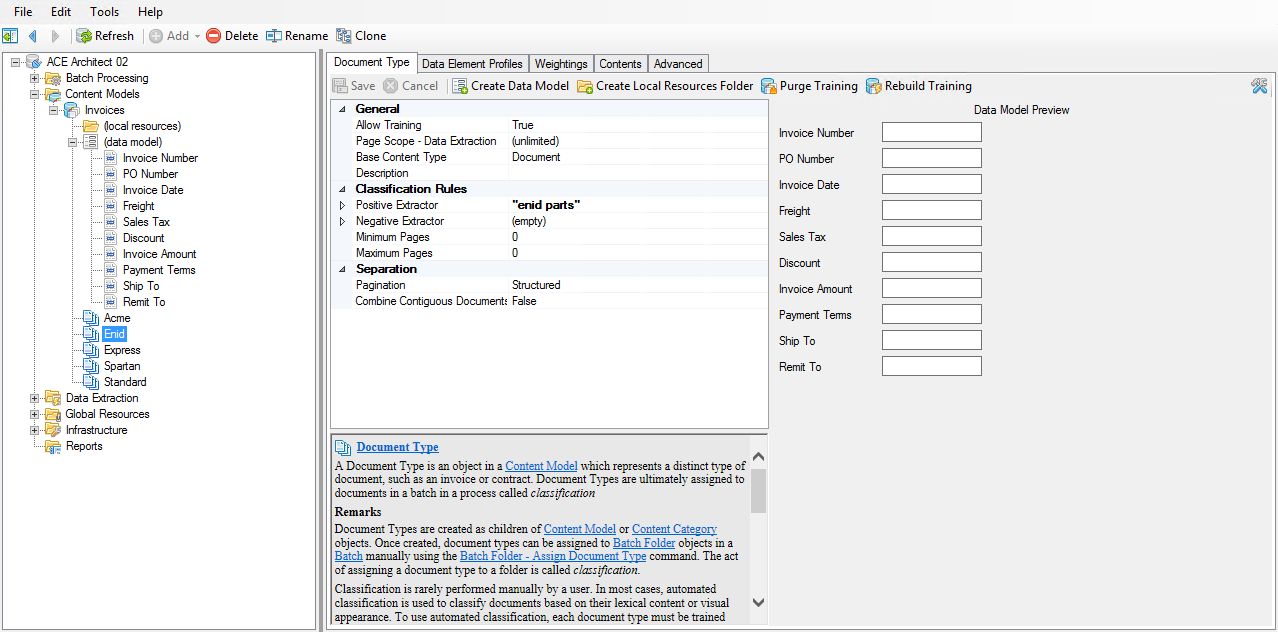 File Edit Tools Help
Refresh Add Delete Rename Clone
ACE Architect 02
Batch Processing
Content Models
Invoices
(local resources)
(data model)
Invoice Number
PO Number
Invoice Date
Freight
Sales Tax
Discount
Invoice Amount
Payment Terms
Ship To
Remit To
Acme
Enid
Express
Spartan
Standard
Data Extraction
Global Resources
Infrastructure
Reports
Document Type Data Element Profiles Weightings Contents Advanced
Save Cancel Create Data Model Create Local Resources Folder Purge Training Rebuild Training
General
Allow Training True
Page Scope - Data Extraction (unlimited)
Base Content Type Document
Description
Classification Rules
Positive Extractor "enid parts"
Negative Extractor (empty)
Minimum Pages 0
Maximum Pages 0
Separation
Pagination Structured
Combine Contiguous Documents False
Document Type
A Document Type is an object in a Content Model which represents a distinct type of
document, such as an invoice or contract. Document Types are ultimately assigned to
documents in a batch in a process called classification
Remarks
Document Types are created as children of Content Model or Content Category
objects. Once created, document types can be assigned to Batch Folder objects in a
Batch manually using the Batch Folder - Assign Document Type command. The act
of assigning a document type to a folder is called classification.
Classification is rarely performed manually by a user. In most cases, automated
classification is used to classify documents based on their lexical content or visual
appearance. To use automated classification, each document type must be trained
Data Model Preview
Invoice Number
PO Number
Invoice Date
Freight
Sales Tax
Discount
Invoice Amount
Payment Terms
Ship To
Remit To